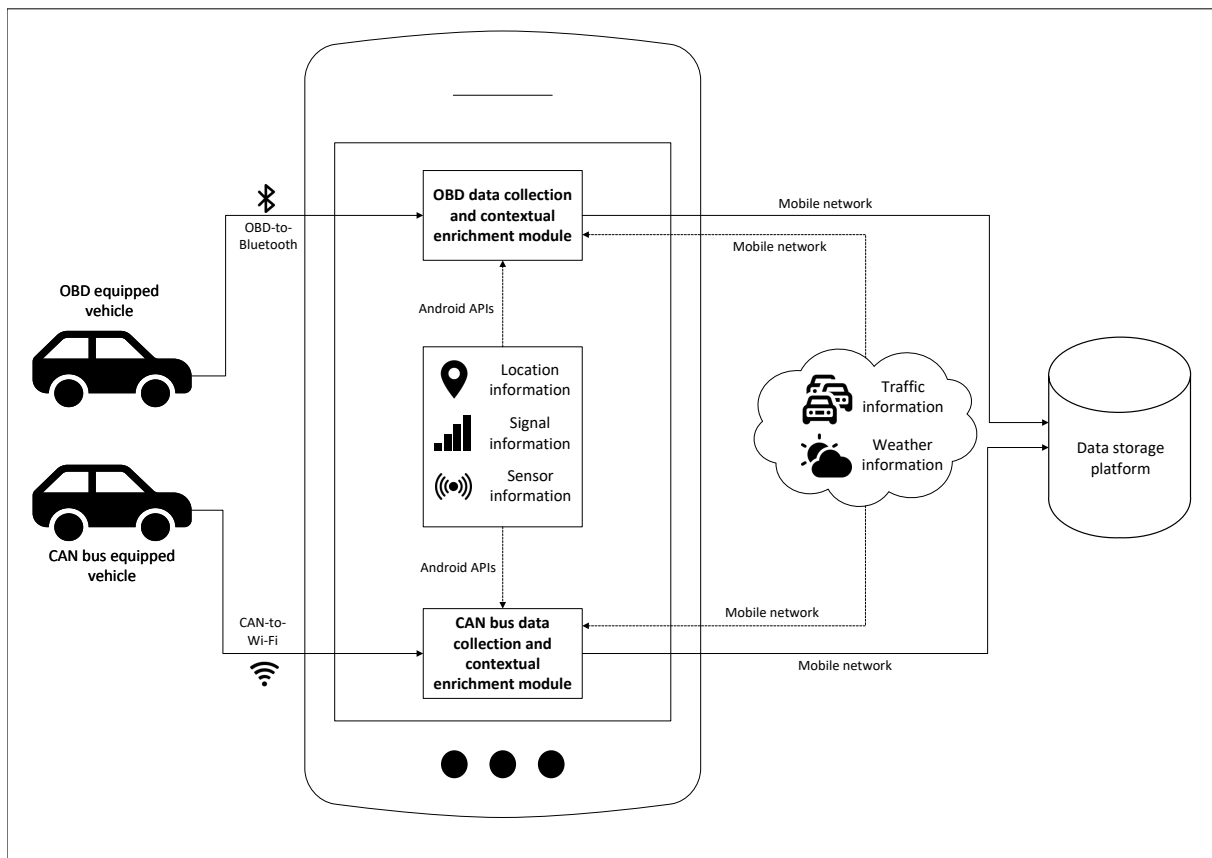 OBD data collection
and contextual
enrichment module
Mobile network
OBD-to-
Bluetooth
Mobile network
OBD equipped
vehicle
Android APIs
Location
information
Signal
information
Sensor
information
Traffic
information
Weather
information
Data storage
platform
CAN bus equipped
vehicle
Android APIs
Mobile network
CAN-to-
Wi-Fi
CAN bus data
collection and
contextual
enrichment module
Mobile network